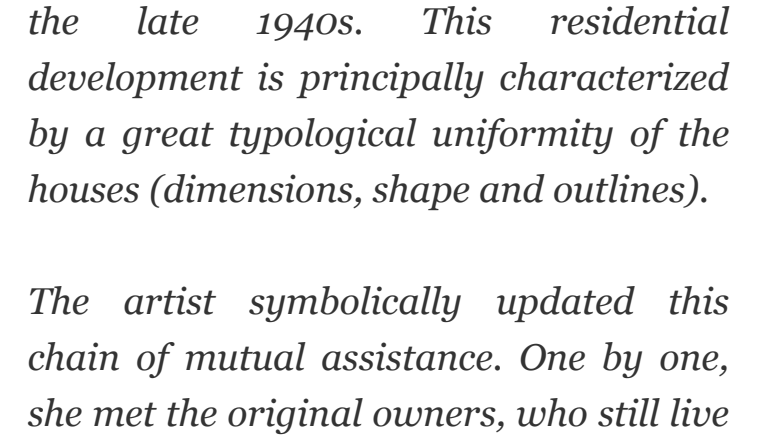 the late 1940s. This residential
development is principally characterized
by a great typological uniformity of the
houses (dimensions, shape and outlines).
The artist symbolically updated this
chain of mutual assistance. One by one,
she met the original owners, who still live